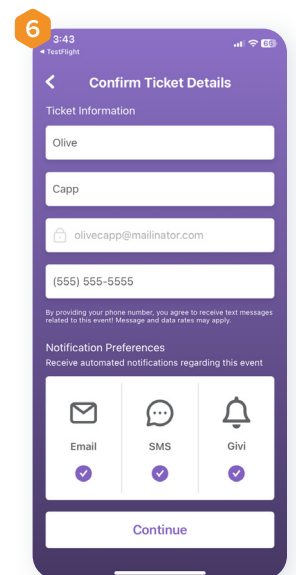 6
3:43
◄ TestFlight
65
Confirm Ticket Details
Ticket Information
Olive
Capp
olivecapp@mailinator.com
(555) 555-5555
By providing your phone number, you agree to receive text messages
related to this event! Message and data rates may apply.
Notification Preferences
Receive automated notifications regarding this event
Email SMS Givi
Continue